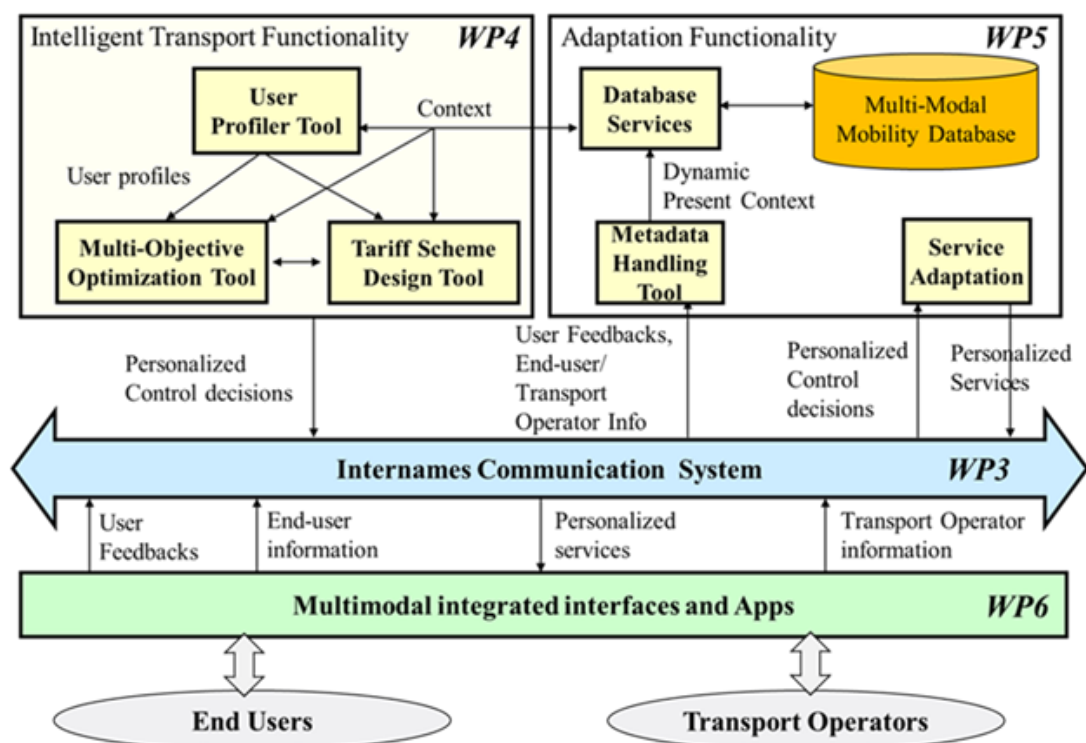 Intelligent Transport Functionality WP4
User
Profiler Tool
Context
User profiles
Multi-Objective
Optimization Tool
Tariff Scheme
Design Tool
Adaptation Functionality WP5
Database
Services
Multi-Modal
Mobility Database
Dynamic
Present Context
Metadata
Handling
Tool
Service
Adaptation
Personalized
Control decisions
User Feedbacks,
End-user/
Transport
Operator Info
Personalized
Control
decisions
Personalized
Services
Internames Communication System WP3
User
Feedbacks
End-user
information
Personalized
services
Transport Operator
information
Multimodal integrated interfaces and Apps WP6
End Users
Transport Operators